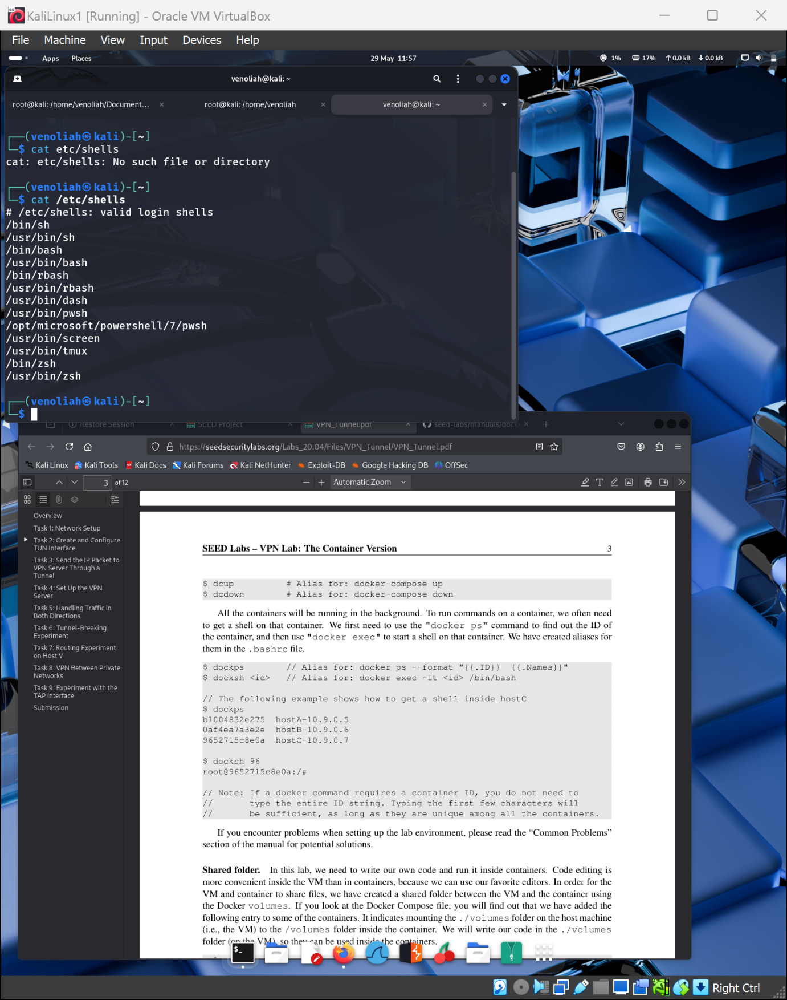 KaliLinux1 [Running] - Oracle VM VirtualBox
File Machine View Input Devices Help
Apps Places 29 May 11:57 1% 17% ↑0.0 kB ↓0.0 kB
venoliah@kali: ~
root@kali: /home/venoliah/Document... × root@kali: /home/venoliah × venoliah@kali: ~ ×
┌──(venoliah㉿kali)-[~]
└─$ cat etc/shells
cat: etc/shells: No such file or directory
┌──(venoliah㉿kali)-[~]
└─$ cat /etc/shells
# /etc/shells: valid login shells
/bin/sh
/usr/bin/sh
/bin/bash
/usr/bin/bash
/bin/rbash
/usr/bin/rbash
/usr/bin/dash
/usr/bin/pwsh
/opt/microsoft/powershell/7/pwsh
/usr/bin/screen
/usr/bin/tmux
/bin/zsh
/usr/bin/zsh
┌──(venoliah㉿kali)-[~]
└─$
Restore Session × SEED Project × VPN_Tunnel.pdf × seed-labs/manuals/docke × +
https://seedsecuritylabs.org/Labs_20.04/Files/VPN_Tunnel/VPN_Tunnel.pdf
Kali Linux Kali Tools Kali Docs Kali Forums Kali NetHunter Exploit-DB Google Hacking DB OffSec
3 of 12 − + Automatic Zoom
Overview
Task 1: Network Setup
Task 2: Create and Configure
TUN Interface
Task 3: Send the IP Packet to
VPN Server Through a
Tunnel
Task 4: Set Up the VPN
Server
Task 5: Handling Traffic in
Both Directions
Task 6: Tunnel-Breaking
Experiment
Task 7: Routing Experiment
on Host V
Task 8: VPN Between Private
Networks
Task 9: Experiment with the
TAP Interface
Submission
SEED Labs – VPN Lab: The Container Version 3
$ dcup # Alias for: docker-compose up
$ dcdown # Alias for: docker-compose down
All the containers will be running in the background. To run commands on a container, we often need
to get a shell on that container. We first need to use the "docker ps" command to find out the ID of
the container, and then use "docker exec" to start a shell on that container. We have created aliases for
them in the .bashrc file.
$ dockps // Alias for: docker ps --format "{{.ID}} {{.Names}}"
$ docksh <id> // Alias for: docker exec -it <id> /bin/bash
// The following example shows how to get a shell inside hostC
$ dockps
b1004832e275 hostA-10.9.0.5
0af4ea7a3e2e hostB-10.9.0.6
9652715c8e0a hostC-10.9.0.7
$ docksh 96
root@9652715c8e0a:/#
// Note: If a docker command requires a container ID, you do not need to
// type the entire ID string. Typing the first few characters will
// be sufficient, as long as they are unique among all the containers.
If you encounter problems when setting up the lab environment, please read the “Common Problems”
section of the manual for potential solutions.
Shared folder. In this lab, we need to write our own code and run it inside containers. Code editing is
more convenient inside the VM than in containers, because we can use our favorite editors. In order for the
VM and container to share files, we have created a shared folder between the VM and the container using
the Docker volumes. If you look at the Docker Compose file, you will find out that we have added the
following entry to some of the containers. It indicates mounting the ./volumes folder on the host machine
(i.e., the VM) to the /volumes folder inside the container. We will write our code in the ./volumes
folder (on the VM), so they can be used inside the containers.
Right Ctrl